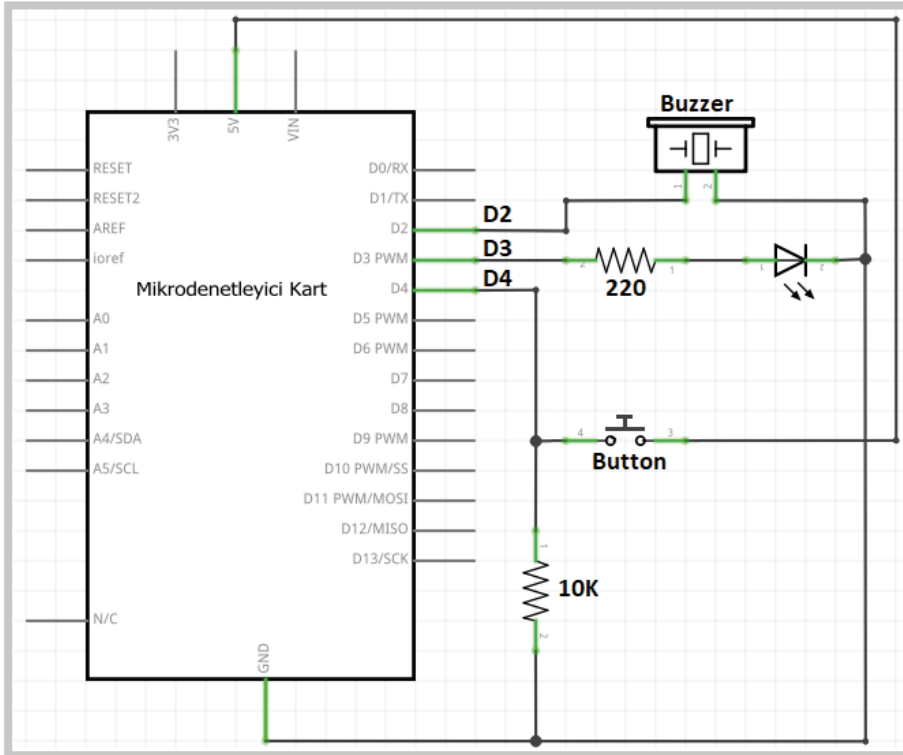 3V3
5V
VIN
Buzzer
1
2
RESET
D0/RX
RESET2
D1/TX
AREF
D2
D2
ioref
D3 PWM
D3
2
1
1
2
220
Mikrodenetleyici Kart
D4
D4
A0
D5 PWM
A1
D6 PWM
A2
D7
A3
D8
A4/SDA
D9 PWM
4
3
Button
A5/SCL
D10 PWM/SS
D11 PWM/MOSI
D12/MISO
1
D13/SCK
10K
N/C
2
GND